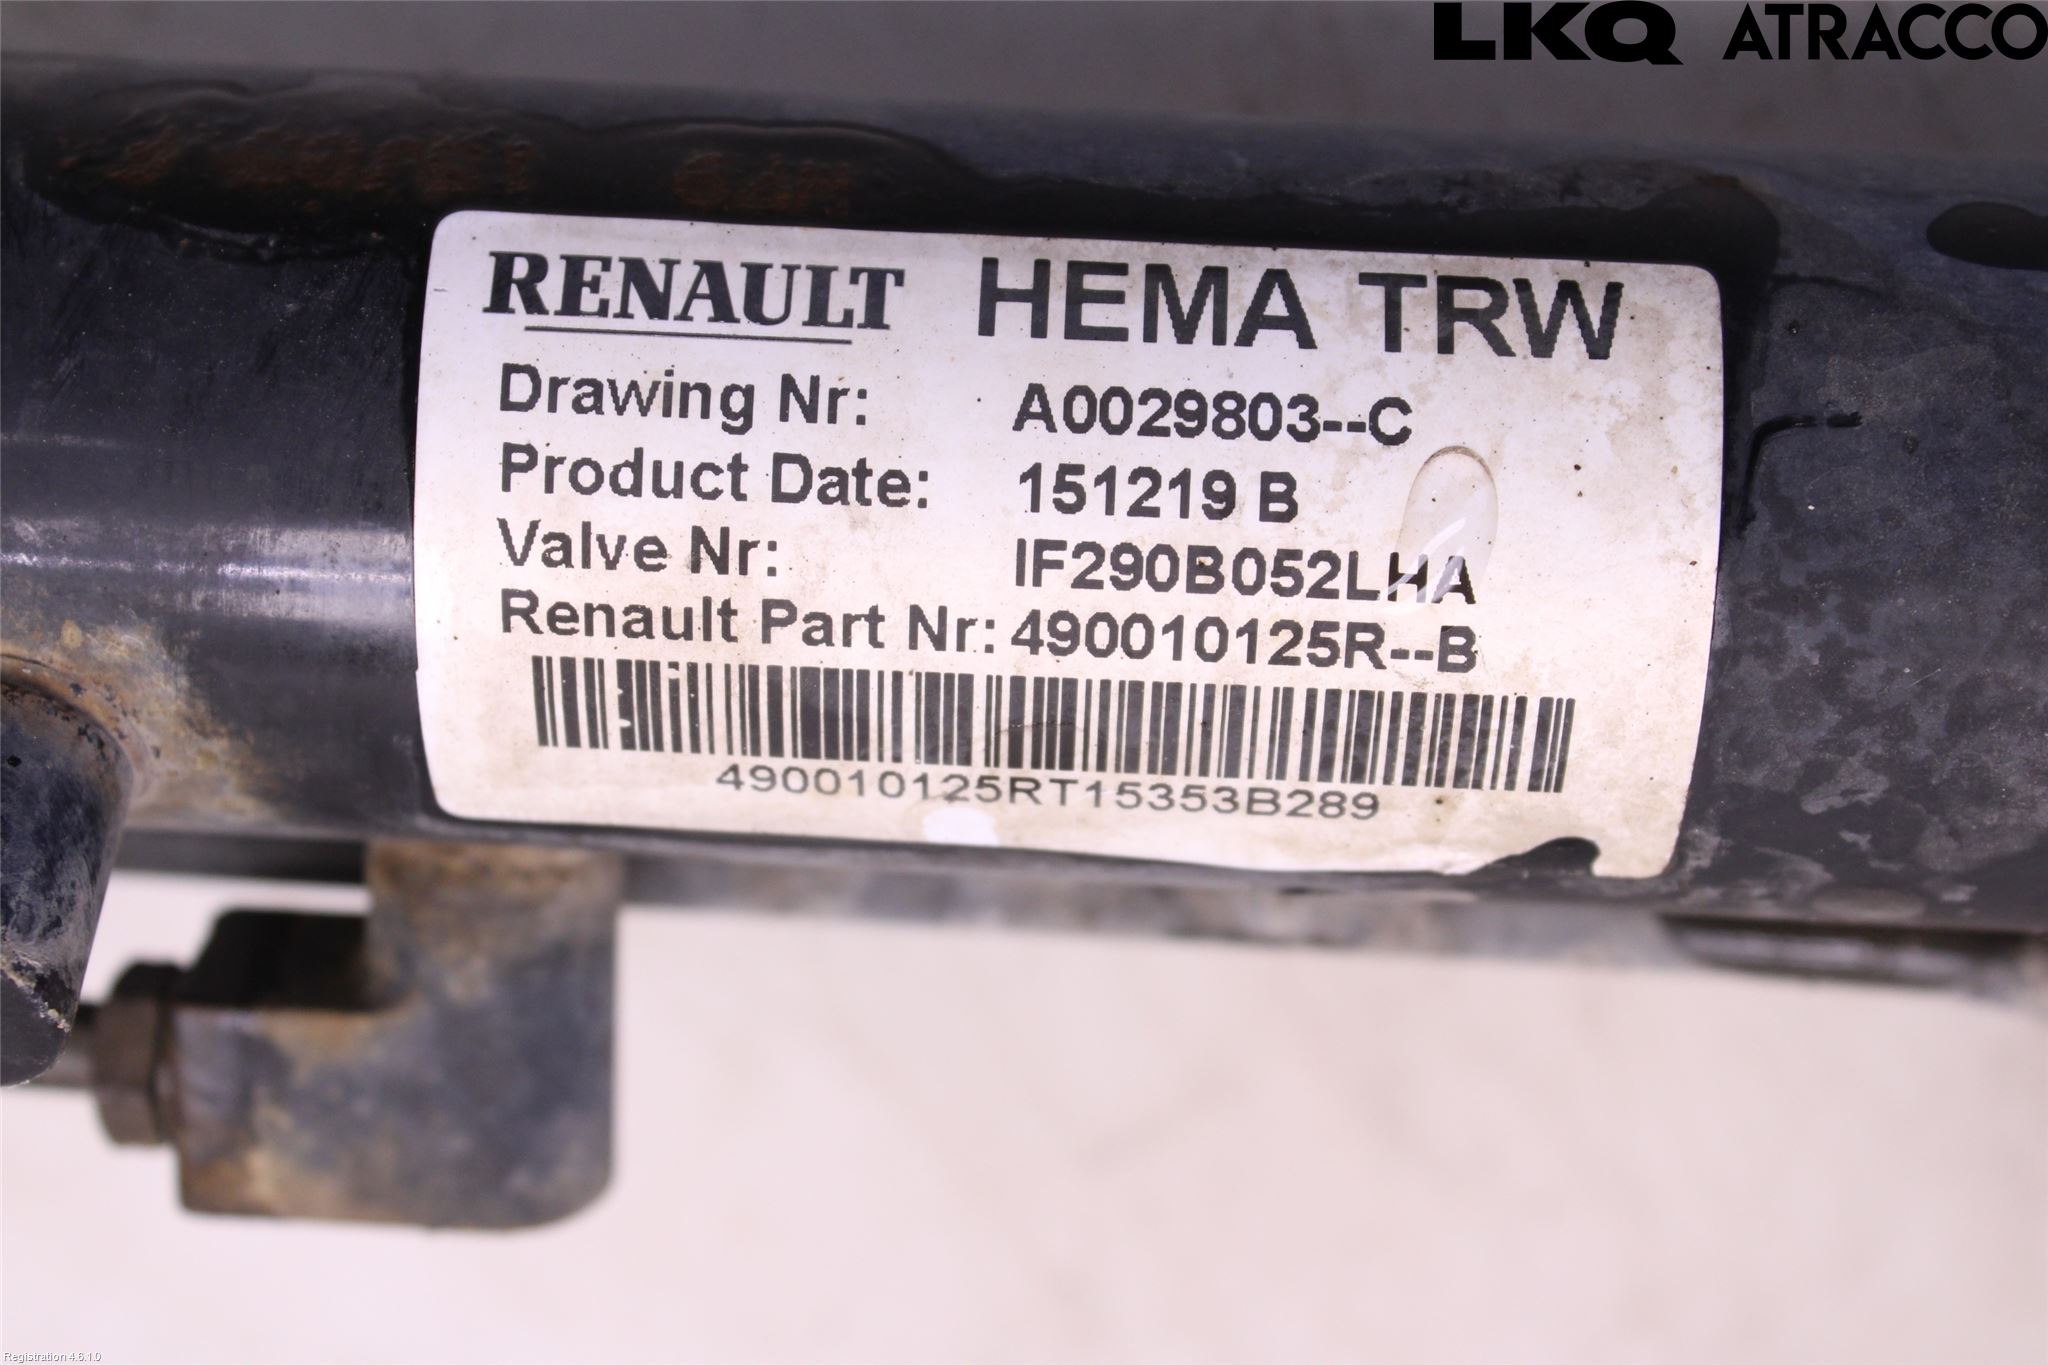 LKQ ATRACCO
RENAULT HEMA TRW
Drawing Nr: A0029803--C
Product Date: 151219 B
Valve Nr: IF290B052LHA
Renault Part Nr: 490010125R--B
490010125RT15353B289
Registration 4.6.1.0